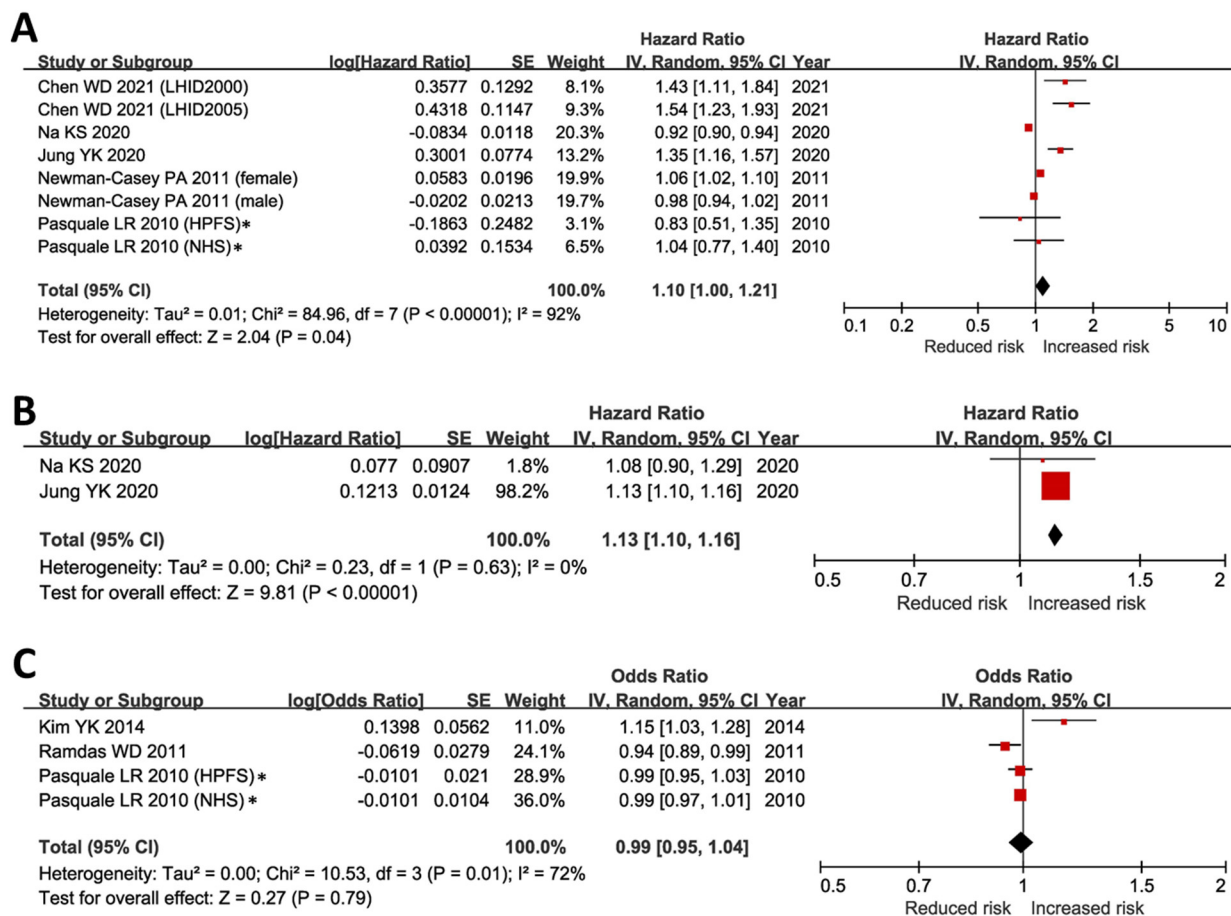 A
Hazard Ratio Hazard Ratio
Study or Subgroup log[Hazard Ratio] SE Weight IV, Random, 95% CI Year IV, Random, 95% CI
Chen WD 2021 (LHID2000) 0.3577 0.1292 8.1% 1.43 [1.11, 1.84] 2021
Chen WD 2021 (LHID2005) 0.4318 0.1147 9.3% 1.54 [1.23, 1.93] 2021
Na KS 2020 -0.0834 0.0118 20.3% 0.92 [0.90, 0.94] 2020
Jung YK 2020 0.3001 0.0774 13.2% 1.35 [1.16, 1.57] 2020
Newman-Casey PA 2011 (female) 0.0583 0.0196 19.9% 1.06 [1.02, 1.10] 2011
Newman-Casey PA 2011 (male) -0.0202 0.0213 19.7% 0.98 [0.94, 1.02] 2011
Pasquale LR 2010 (HPFS)* -0.1863 0.2482 3.1% 0.83 [0.51, 1.35] 2010
Pasquale LR 2010 (NHS)* 0.0392 0.1534 6.5% 1.04 [0.77, 1.40] 2010
Total (95% CI) 100.0% 1.10 [1.00, 1.21]
Heterogeneity: Tau² = 0.01; Chi² = 84.96, df = 7 (P < 0.00001); I² = 92%
Test for overall effect: Z = 2.04 (P = 0.04)
0.1 0.2 0.5 1 2 5 10
Reduced risk Increased risk
B
Hazard Ratio Hazard Ratio
Study or Subgroup log[Hazard Ratio] SE Weight IV, Random, 95% CI Year IV, Random, 95% CI
Na KS 2020 0.077 0.0907 1.8% 1.08 [0.90, 1.29] 2020
Jung YK 2020 0.1213 0.0124 98.2% 1.13 [1.10, 1.16] 2020
Total (95% CI) 100.0% 1.13 [1.10, 1.16]
Heterogeneity: Tau² = 0.00; Chi² = 0.23, df = 1 (P = 0.63); I² = 0%
Test for overall effect: Z = 9.81 (P < 0.00001)
0.5 0.7 1 1.5 2
Reduced risk Increased risk
C
Odds Ratio Odds Ratio
Study or Subgroup log[Odds Ratio] SE Weight IV, Random, 95% CI Year IV, Random, 95% CI
Kim YK 2014 0.1398 0.0562 11.0% 1.15 [1.03, 1.28] 2014
Ramdas WD 2011 -0.0619 0.0279 24.1% 0.94 [0.89, 0.99] 2011
Pasquale LR 2010 (HPFS)* -0.0101 0.021 28.9% 0.99 [0.95, 1.03] 2010
Pasquale LR 2010 (NHS)* -0.0101 0.0104 36.0% 0.99 [0.97, 1.01] 2010
Total (95% CI) 100.0% 0.99 [0.95, 1.04]
Heterogeneity: Tau² = 0.00; Chi² = 10.53, df = 3 (P = 0.01); I² = 72%
Test for overall effect: Z = 0.27 (P = 0.79)
0.5 0.7 1 1.5 2
Reduced risk Increased risk